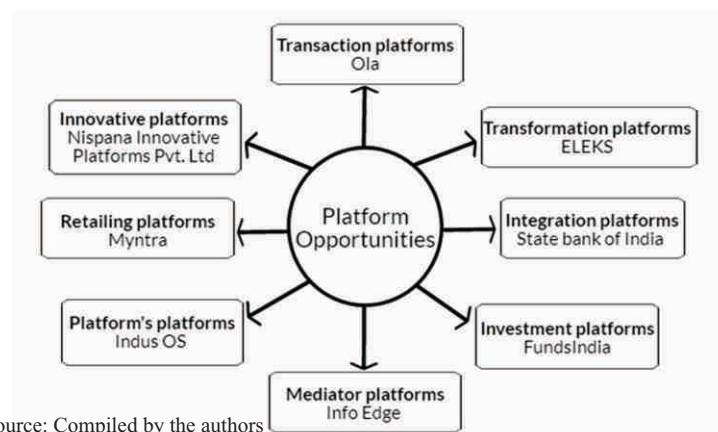 Transaction platforms
Ola
Innovative platforms
Nispana Innovative
Platforms Pvt. Ltd
Transformation platforms
ELEKS
Retailing platforms
Myntra
Platform
Opportunities
Integration platforms
State bank of India
Platform's platforms
Indus OS
Investment platforms
FundsIndia
Mediator platforms
Info Edge
ource: Compiled by the authors